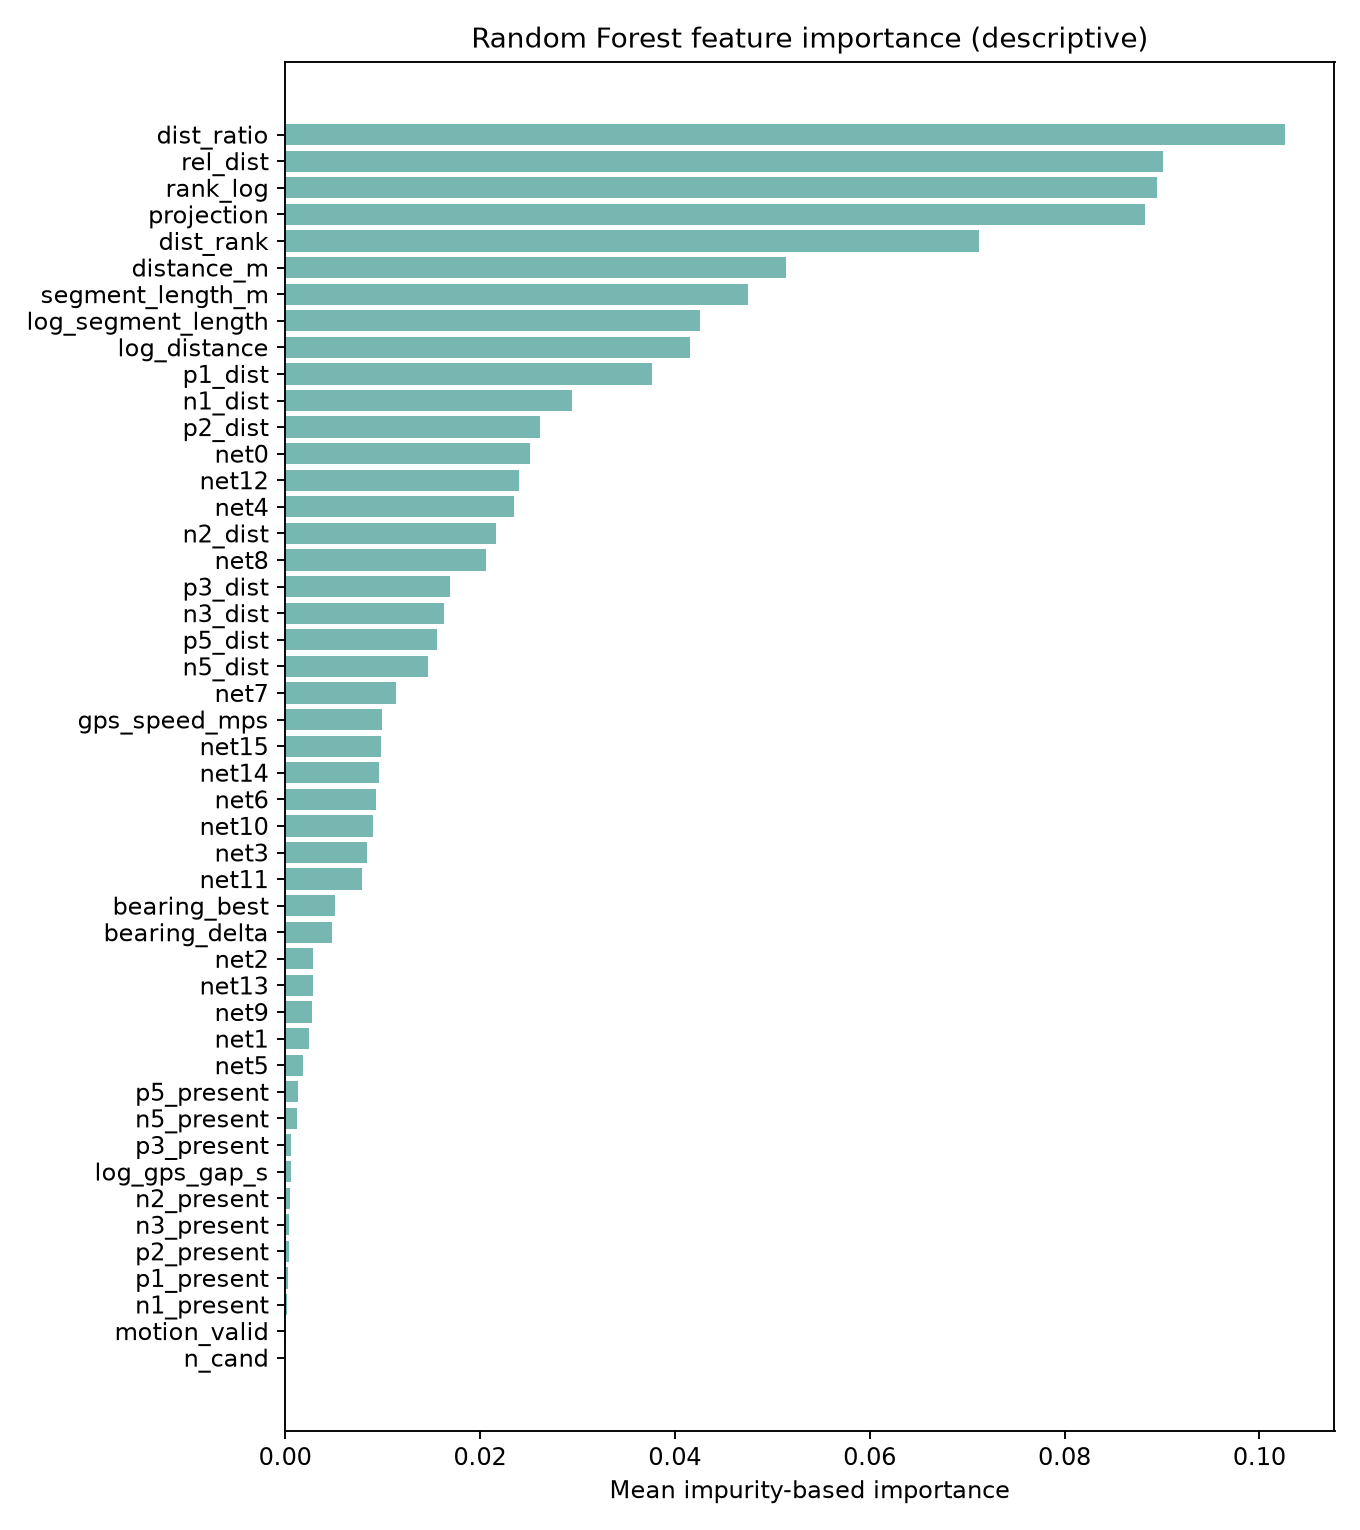 Random Forest feature importance (descriptive)
dist_ratio
rel_dist
rank_log
projection
dist_rank
distance_m
segment_length_m
log_segment_length
log_distance
p1_dist
n1_dist
p2_dist
net0
net12
net4
n2_dist
net8
p3_dist
n3_dist
p5_dist
n5_dist
net7
gps_speed_mps
net15
net14
net6
net10
net3
net11
bearing_best
bearing_delta
net2
net13
net9
net1
net5
p5_present
n5_present
p3_present
log_gps_gap_s
n2_present
n3_present
p2_present
p1_present
n1_present
motion_valid
n_cand
0.00 0.02 0.04 0.06 0.08 0.10
Mean impurity-based importance